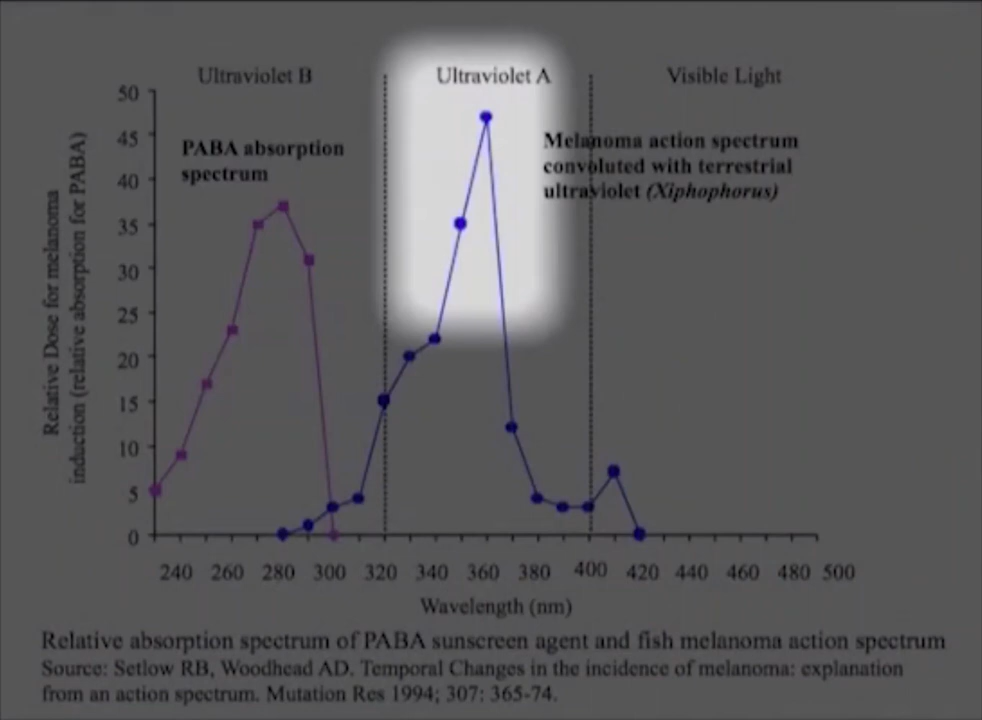 Ultraviolet B
Ultraviolet A
Visible Light
50
45
40
35
30
25
20
15
10
5
0
PABA absorption
spectrum
Melanoma action spectrum
convoluted with terrestrial
ultraviolet (Xiphophorus)
Relative Dose for melanoma
induction (relative absorption for PABA)
240 260 280 300 320 340 360 380 400 420 440 460 480 500
Wavelength (nm)
Relative absorption spectrum of PABA sunscreen agent and fish melanoma action spectrum
Source: Setlow RB, Woodhead AD. Temporal Changes in the incidence of melanoma: explanation
from an action spectrum. Mutation Res 1994; 307: 365-74.